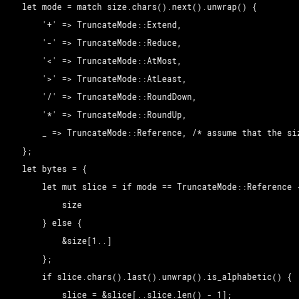 let mode = match size.chars().next().unwrap() {
'+' => TruncateMode::Extend,
'-' => TruncateMode::Reduce,
'<' => TruncateMode::AtMost,
'>' => TruncateMode::AtLeast,
'/' => TruncateMode::RoundDown,
'*' => TruncateMode::RoundUp,
_ => TruncateMode::Reference, /* assume that the
};
let bytes = {
let mut slice = if mode == TruncateMode::Reference
size
} else {
&size[1..]
};
if slice.chars().last().unwrap().is_alphabetic() {
slice = &slice[..slice.len() - 1];